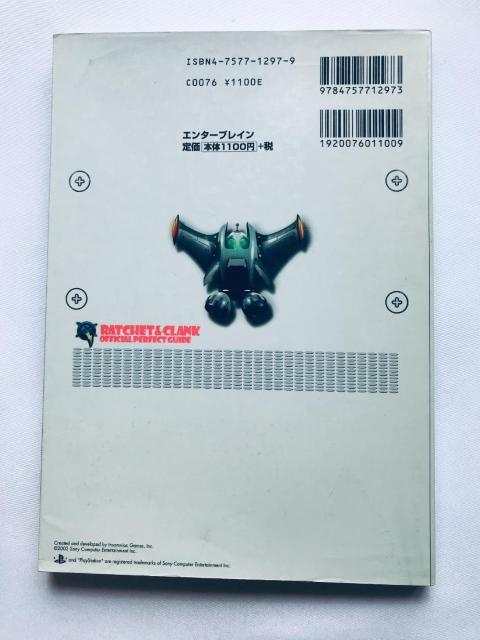 ISBN4-7577-1297-9
C0076 ¥1100E
9784757712973
エンターブレイン
定価 本体1100円 +税
1920076011009
RATCHET & CLANK
OFFICIAL PERFECT GUIDE
Created and developed by Insomniac Games, Inc.
©2002 Sony Computer Entertainment Inc.
and "PlayStation" are registered trademarks of Sony Computer Entertainment Inc.